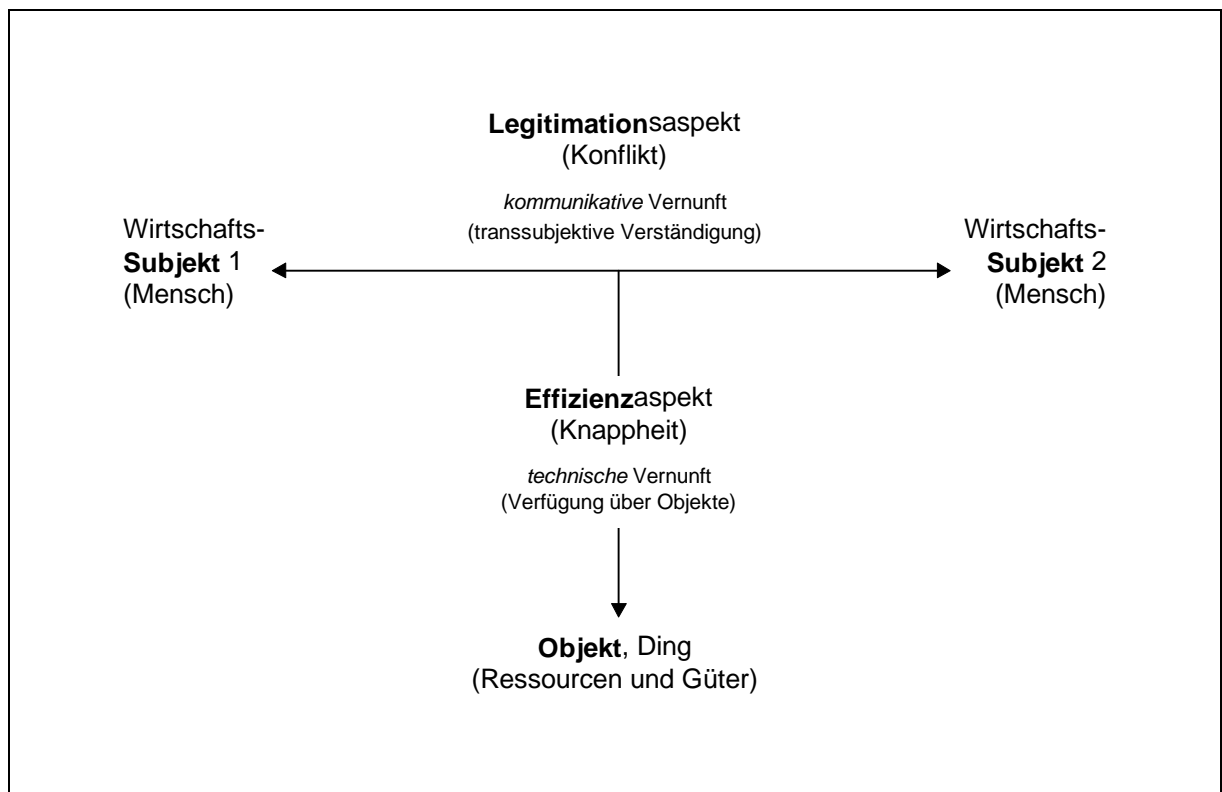 Legitimationsaspekt
(Konflikt)
kommunikative Vernunft
(transsubjektive Verständigung)
Wirtschafts-
Subjekt 1
(Mensch)
Wirtschafts-
Subjekt 2
(Mensch)
Effizienzaspekt
(Knappheit)
technische Vernunft
(Verfügung über Objekte)
Objekt, Ding
(Ressourcen und Güter)